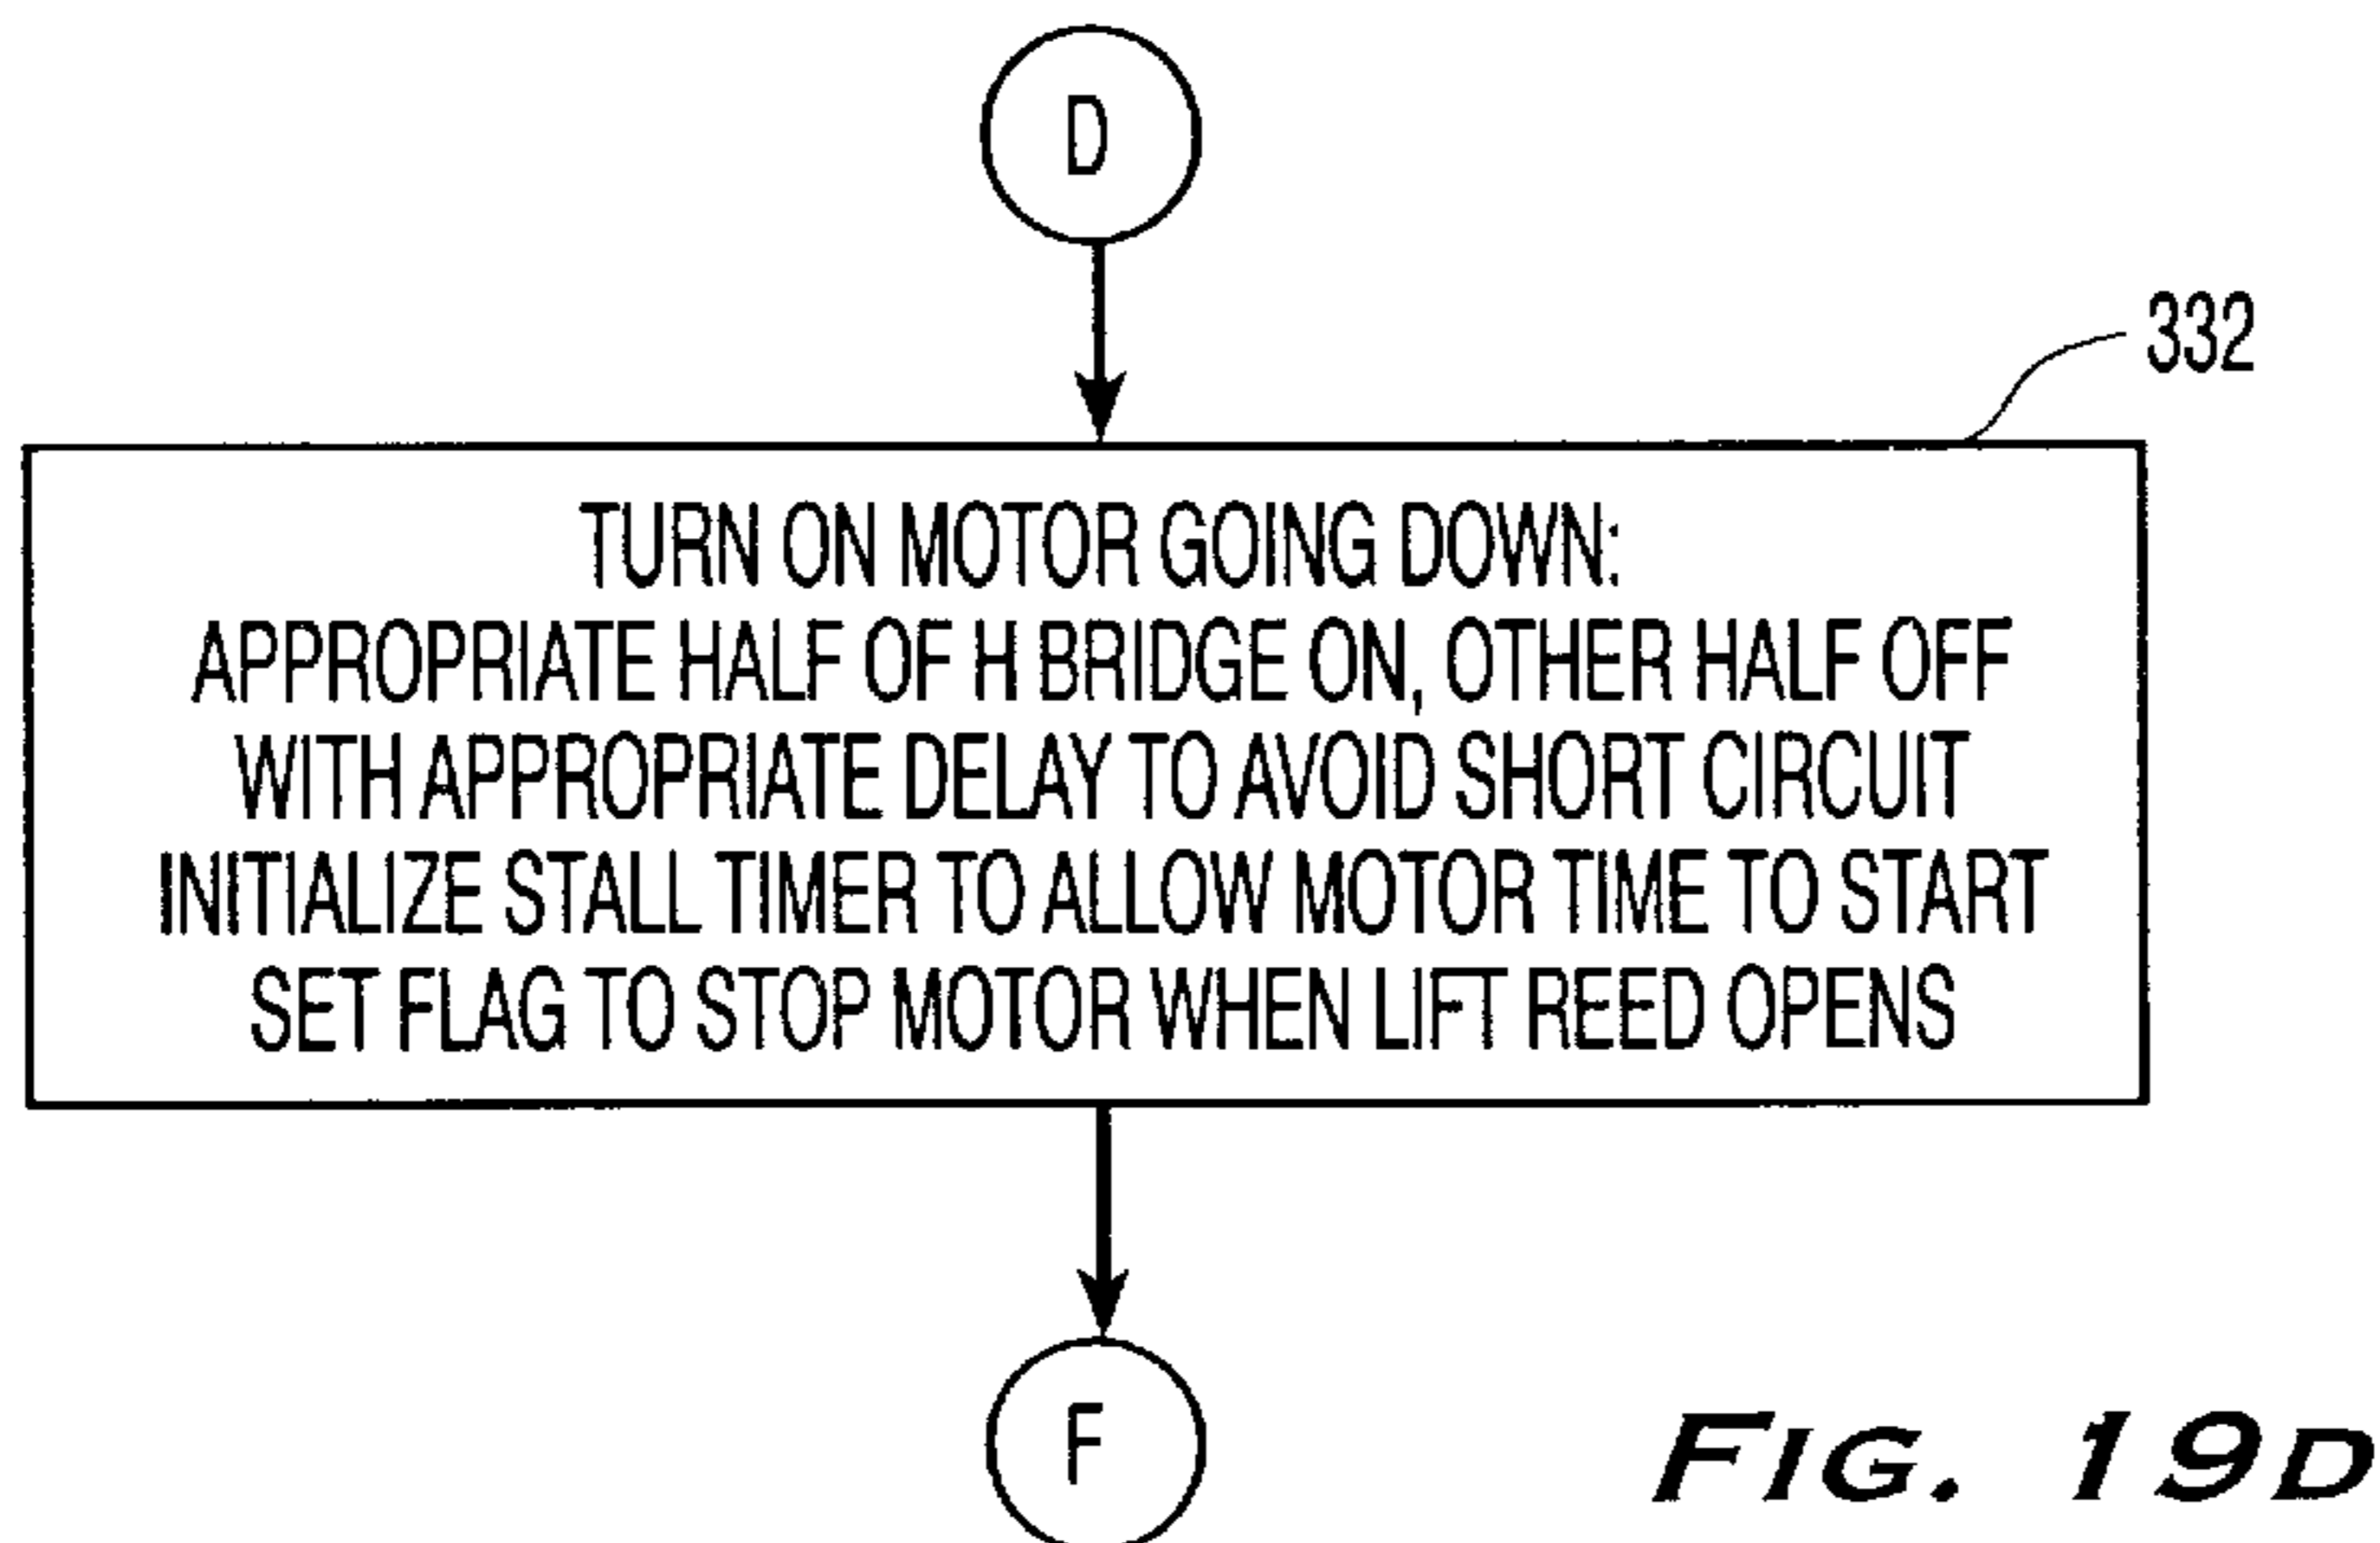 D
332
TURN ON MOTOR GOING DOWN:
APPROPRIATE HALF OF H BRIDGE ON, OTHER HALF OFF
WITH APPROPRIATE DELAY TO AVOID SHORT CIRCUIT
INITIALIZE STALL TIMER TO ALLOW MOTOR TIME TO START
SET FLAG TO STOP MOTOR WHEN LIFT REED OPENS
F
FIG. 19D